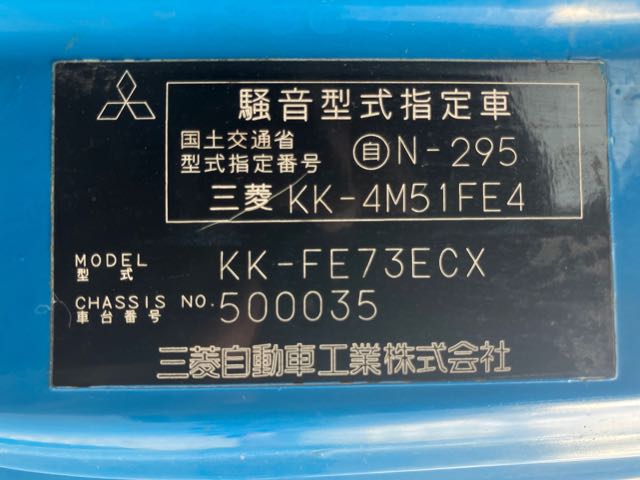 騒音型式指定車
国土交通省
型式指定番号 自 N-295
三菱 KK-4M51FE4
MODEL
型式 KK-FE73ECX
CHASSIS NO.
車台番号 500035
三菱自動車工業株式会社